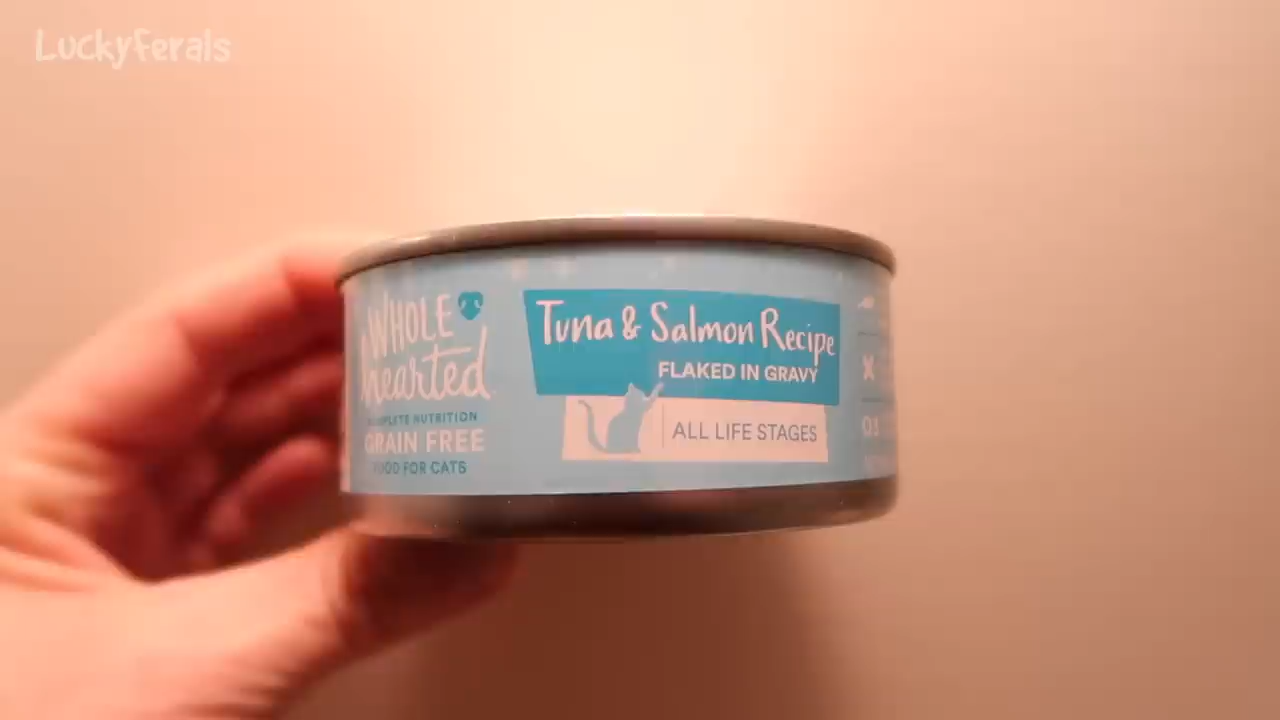 LuckyFerals
WHOLE
hearted
COMPLETE NUTRITION
GRAIN FREE
FOOD FOR CATS
Tuna & Salmon Recipe
FLAKED IN GRAVY
ALL LIFE STAGES